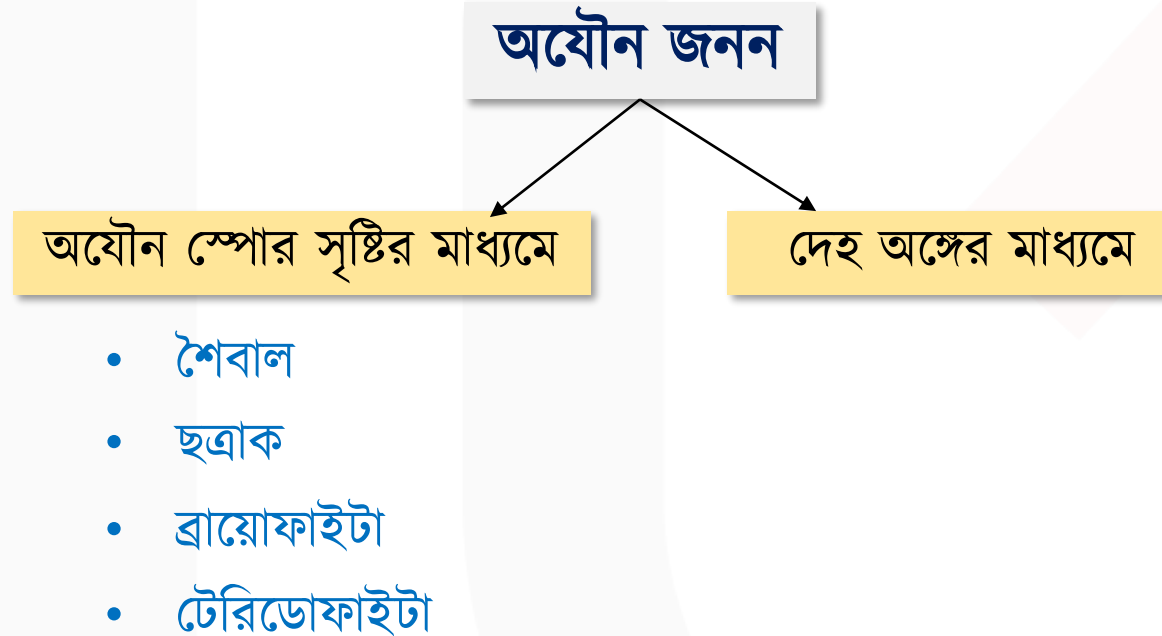 অযৌন জনন
অযৌন স্পোর সৃষ্টির মাধ্যমে
দেহ অঙ্গের মাধ্যমে
• শৈবাল
• ছত্রাক
• ব্রায়োফাইটা
• টেরিডোফাইটা